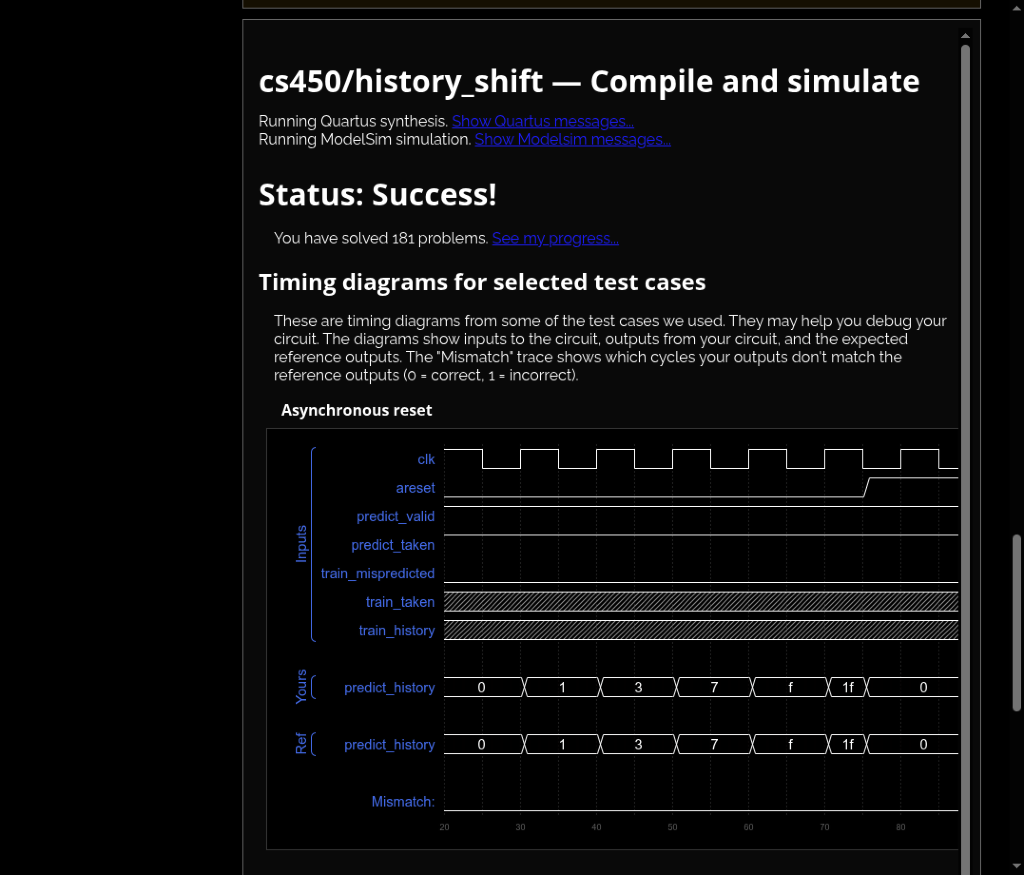 cs450/history_shift — Compile and simulate
Running Quartus synthesis. Show Quartus messages...
Running ModelSim simulation. Show Modelsim messages...
Status: Success!
You have solved 181 problems. See my progress...
Timing diagrams for selected test cases
These are timing diagrams from some of the test cases we used. They may help you debug your
circuit. The diagrams show inputs to the circuit, outputs from your circuit, and the expected
reference outputs. The "Mismatch" trace shows which cycles your outputs don't match the
reference outputs (0 = correct, 1 = incorrect).
Asynchronous reset
Inputs
clk
areset
predict_valid
predict_taken
train_mispredicted
train_taken
train_history
Yours
predict_history 0 1 3 7 f 1f 0
Ref
predict_history 0 1 3 7 f 1f 0
Mismatch:
20 30 40 50 60 70 80